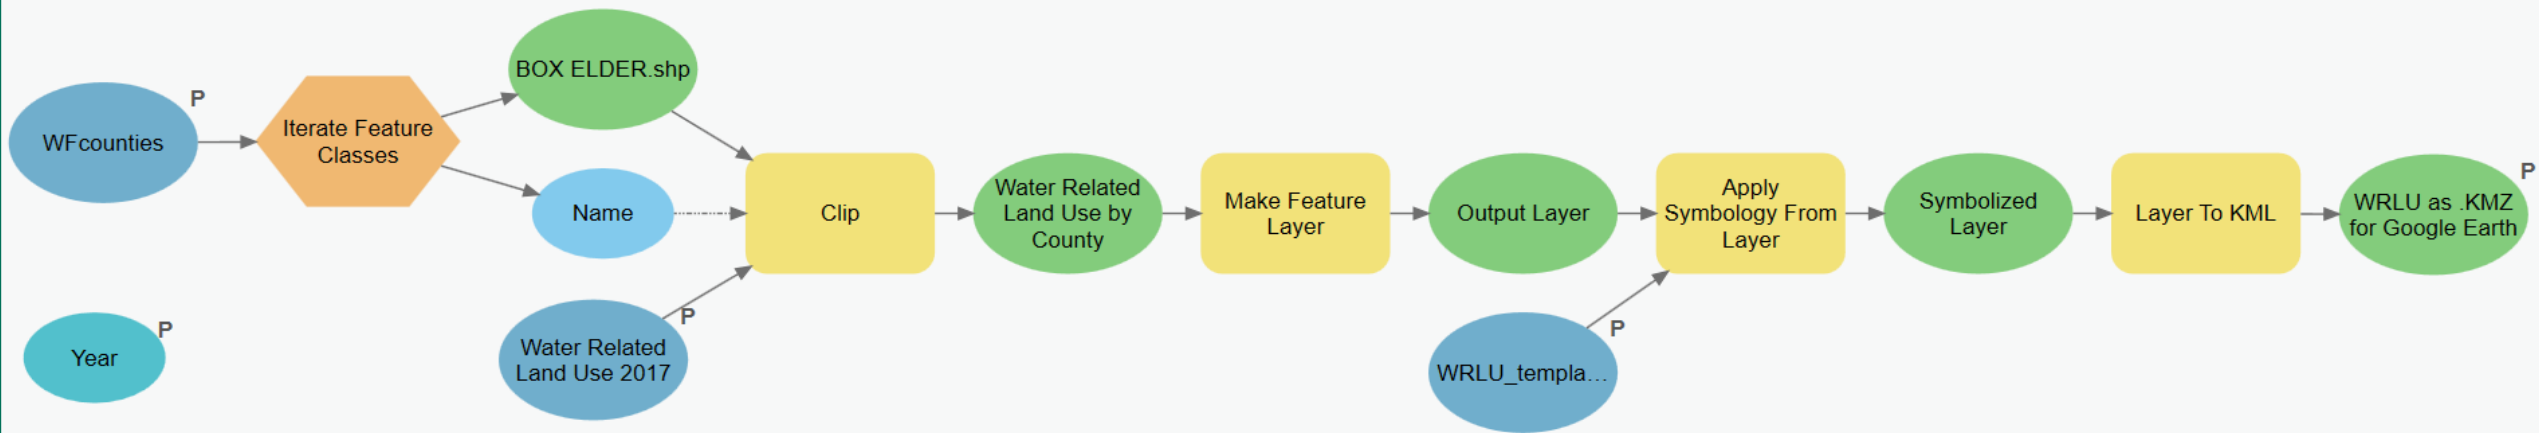 WFcounties
P
Iterate Feature
Classes
BOX ELDER.shp
Name
Year
P
Water Related
Land Use 2017
P
Clip
Water Related
Land Use by
County
Make Feature
Layer
Output Layer
WRLU_templa...
P
Apply
Symbology From
Layer
Symbolized
Layer
Layer To KML
WRLU as .KMZ
for Google Earth
P